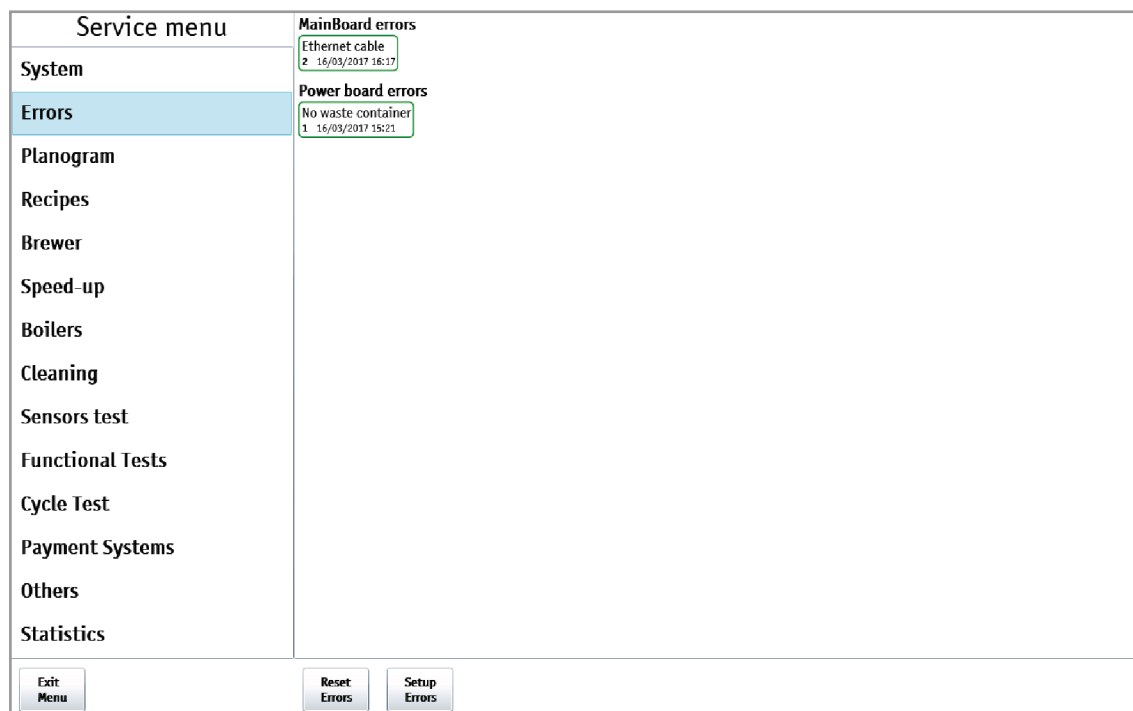 Service menu
System
Errors
Planogram
Recipes
Brewer
Speed-up
Boilers
Cleaning
Sensors test
Functional Tests
Cycle Test
Payment Systems
Others
Statistics
MainBoard errors
Ethernet cable
2 16/03/2017 16:17
Power board errors
No waste container
1 16/03/2017 15:21
Exit
Menu
Reset
Errors
Setup
Errors